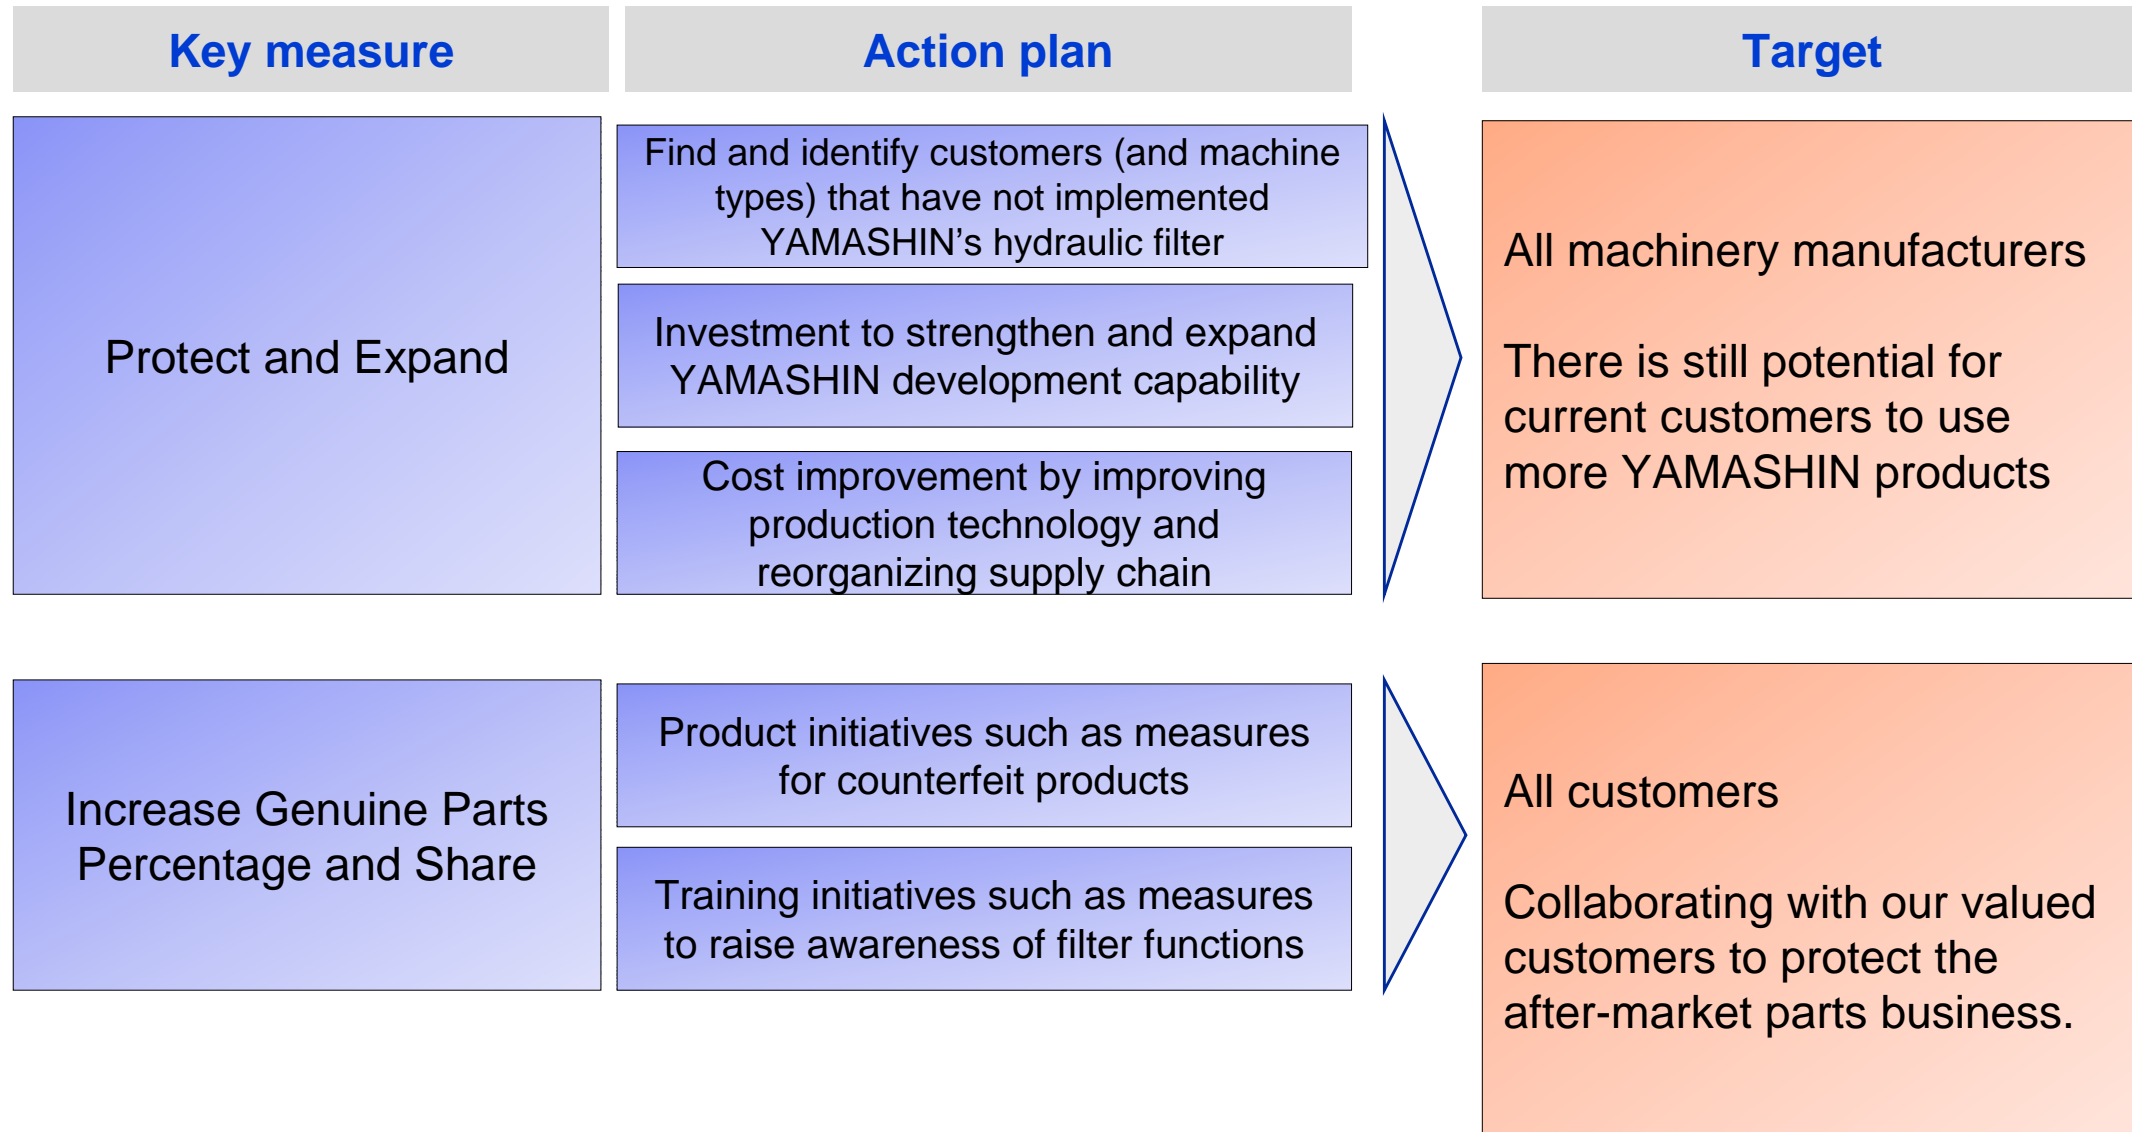 Key measure
Action plan
Target
Protect and Expand
Find and identify customers (and machine
types) that have not implemented
YAMASHIN’s hydraulic filter
Investment to strengthen and expand
YAMASHIN development capability
Cost improvement by improving
production technology and
reorganizing supply chain
All machinery manufacturers
There is still potential for
current customers to use
more YAMASHIN products
Increase Genuine Parts
Percentage and Share
Product initiatives such as measures
for counterfeit products
Training initiatives such as measures
to raise awareness of filter functions
All customers
Collaborating with our valued
customers to protect the
after-market parts business.